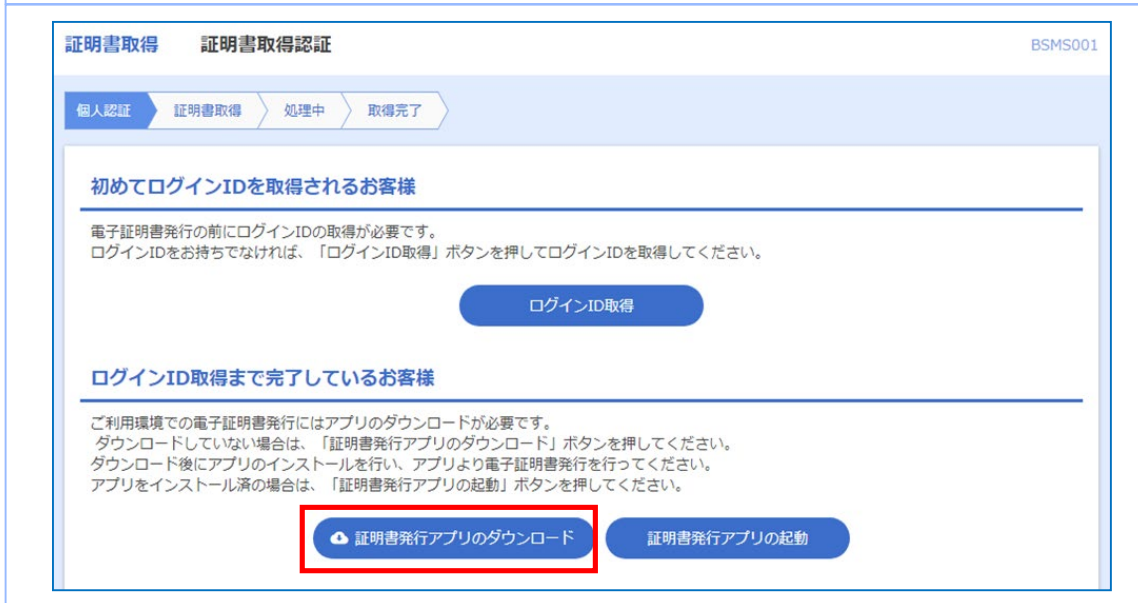 証明書取得 証明書取得認証 BSMS001
個人認証 証明書取得 処理中 取得完了
初めてログインIDを取得されるお客様
電子証明書発行の前にログインIDの取得が必要です。
ログインIDをお持ちでなければ、「ログインID取得」ボタンを押してログインIDを取得してください。
ログインID取得
ログインID取得まで完了しているお客様
ご利用環境での電子証明書発行にはアプリのダウンロードが必要です。
ダウンロードしていない場合は、「証明書発行アプリのダウンロード」ボタンを押してください。
ダウンロード後にアプリのインストールを行い、アプリより電子証明書発行を行ってください。
アプリをインストール済の場合は、「証明書発行アプリの起動」ボタンを押してください。
証明書発行アプリのダウンロード 証明書発行アプリの起動